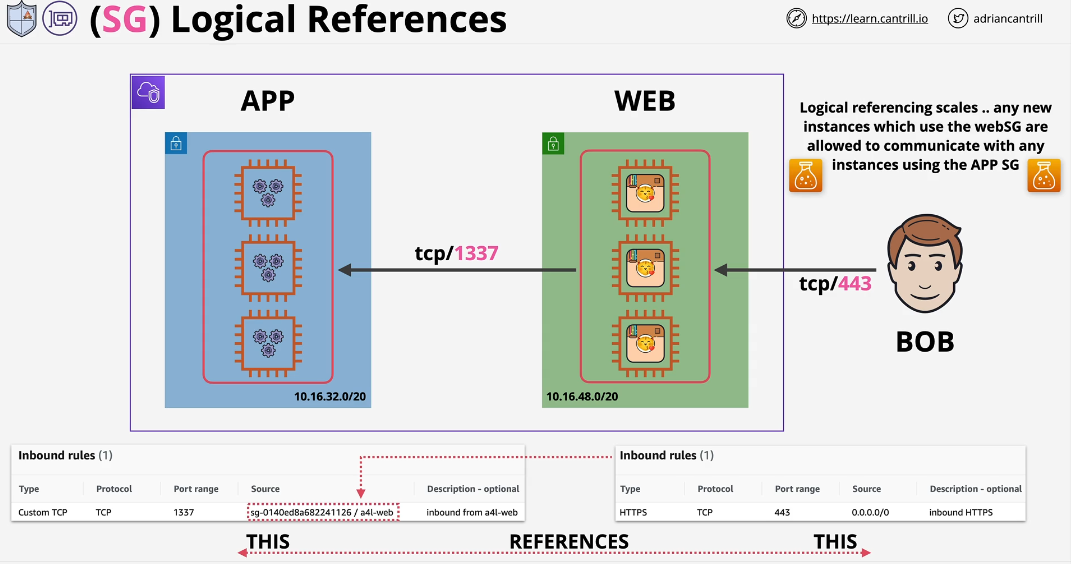 (SG) Logical References
https://learn.cantrill.io
adriancantrill
APP
WEB
Logical referencing scales .. any new
instances which use the webSG are
allowed to communicate with any
instances using the APP SG
tcp/1337
tcp/443
BOB
10.16.32.0/20
10.16.48.0/20
Inbound rules (1)
Type Protocol Port range Source Description - optional
Custom TCP TCP 1337 sg-0140ed8a682241126 / a4l-web inbound from a4l-web
Inbound rules (1)
Type Protocol Port range Source Description - optional
HTTPS TCP 443 0.0.0.0/0 inbound HTTPS
THIS REFERENCES THIS